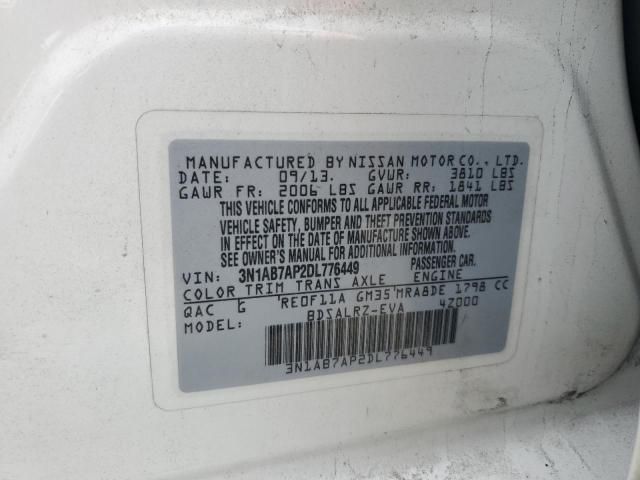 MANUFACTURED BY NISSAN MOTOR CO., LTD.
DATE: 09/13. GVWR: 3810 LBS
GAWR FR: 2006 LBS GAWR RR: 1841 LBS
THIS VEHICLE CONFORMS TO ALL APPLICABLE FEDERAL MOTOR
VEHICLE SAFETY, BUMPER AND THEFT PREVENTION STANDARDS
IN EFFECT ON THE DATE OF MANUFACTURE SHOWN ABOVE.
SEE OWNER'S MANUAL FOR ADDITIONAL INFORMATION.
VIN: 3N1AB7AP2DL776449 PASSENGER CAR.
COLOR TRIM TRANS AXLE ENGINE
QAC G RE0F11A GM35 MRA8DE 1798 CC
MODEL: BDSALRZ-EVA 4Z000
3N1AB7AP2DL776449